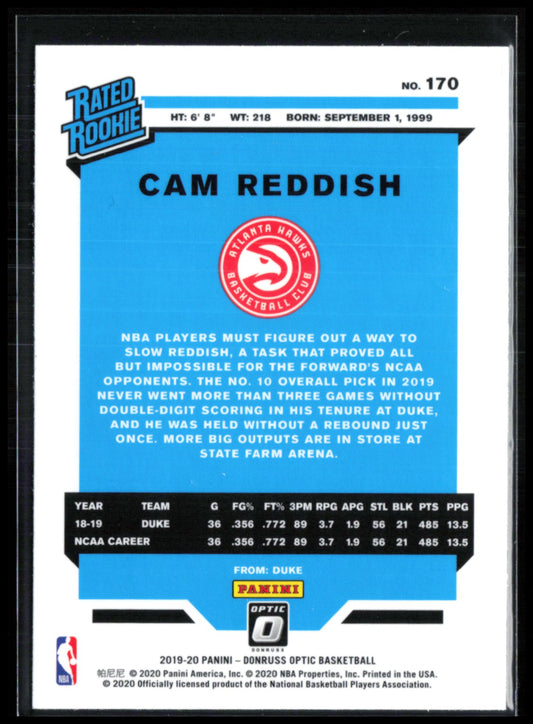 RATED
ROOKIE
NO. 170
HT: 6' 8" WT: 218 BORN: SEPTEMBER 1, 1999
CAM REDDISH
ATLANTA HAWKS
BASKETBALL CLUB
NBA PLAYERS MUST FIGURE OUT A WAY TO
SLOW REDDISH, A TASK THAT PROVED ALL
BUT IMPOSSIBLE FOR THE FORWARD'S NCAA
OPPONENTS. THE NO. 10 OVERALL PICK IN 2019
NEVER WENT MORE THAN THREE GAMES WITHOUT
DOUBLE-DIGIT SCORING IN HIS TENURE AT DUKE,
AND HE WAS HELD WITHOUT A REBOUND JUST
ONCE. MORE BIG OUTPUTS ARE IN STORE AT
STATE FARM ARENA.
YEAR TEAM G FG% FT% 3PM RPG APG STL BLK PTS PPG
18-19 DUKE 36 .356 .772 89 3.7 1.9 56 21 485 13.5
NCAA CAREER 36 .356 .772 89 3.7 1.9 56 21 485 13.5
FROM: DUKE
PANINI
OPTIC
DONRUSS
NBA
2019-20 PANINI – DONRUSS OPTIC BASKETBALL
帕尼尼 © 2020 Panini America, Inc. © 2020 NBA Properties, Inc. Printed in the USA.
© 2020 Officially licensed product of the National Basketball Players Association.